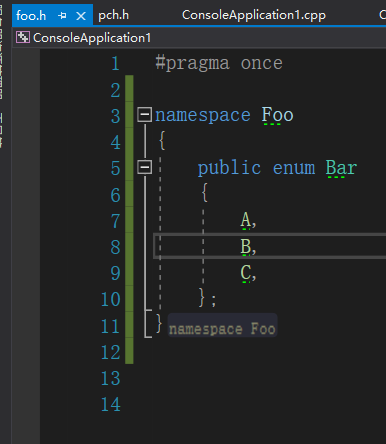 foo.h
pch.h
ConsoleApplication1.cpp
ConsoleApplication1
1 #pragma once
2
3 namespace Foo
4 {
5 public enum Bar
6 {
7 A,
8 B,
9 C,
10 };
11 } namespace Foo
12
13
14